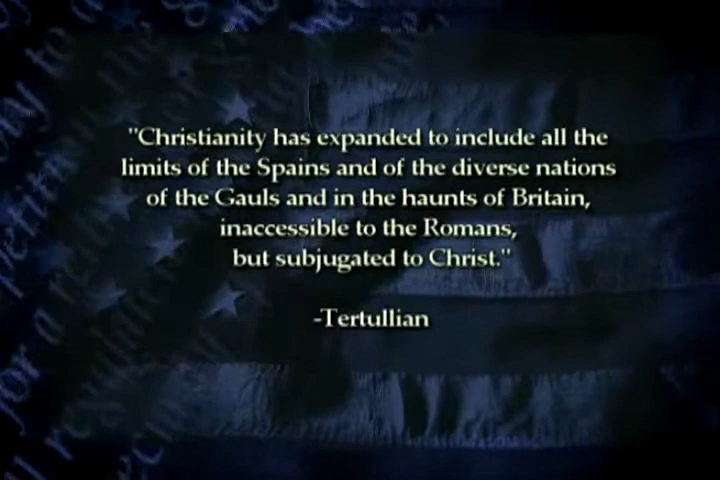 "Christianity has expanded to include all the
limits of the Spains and of the diverse nations
of the Gauls and in the haunts of Britain,
inaccessible to the Romans,
but subjugated to Christ."
-Tertullian